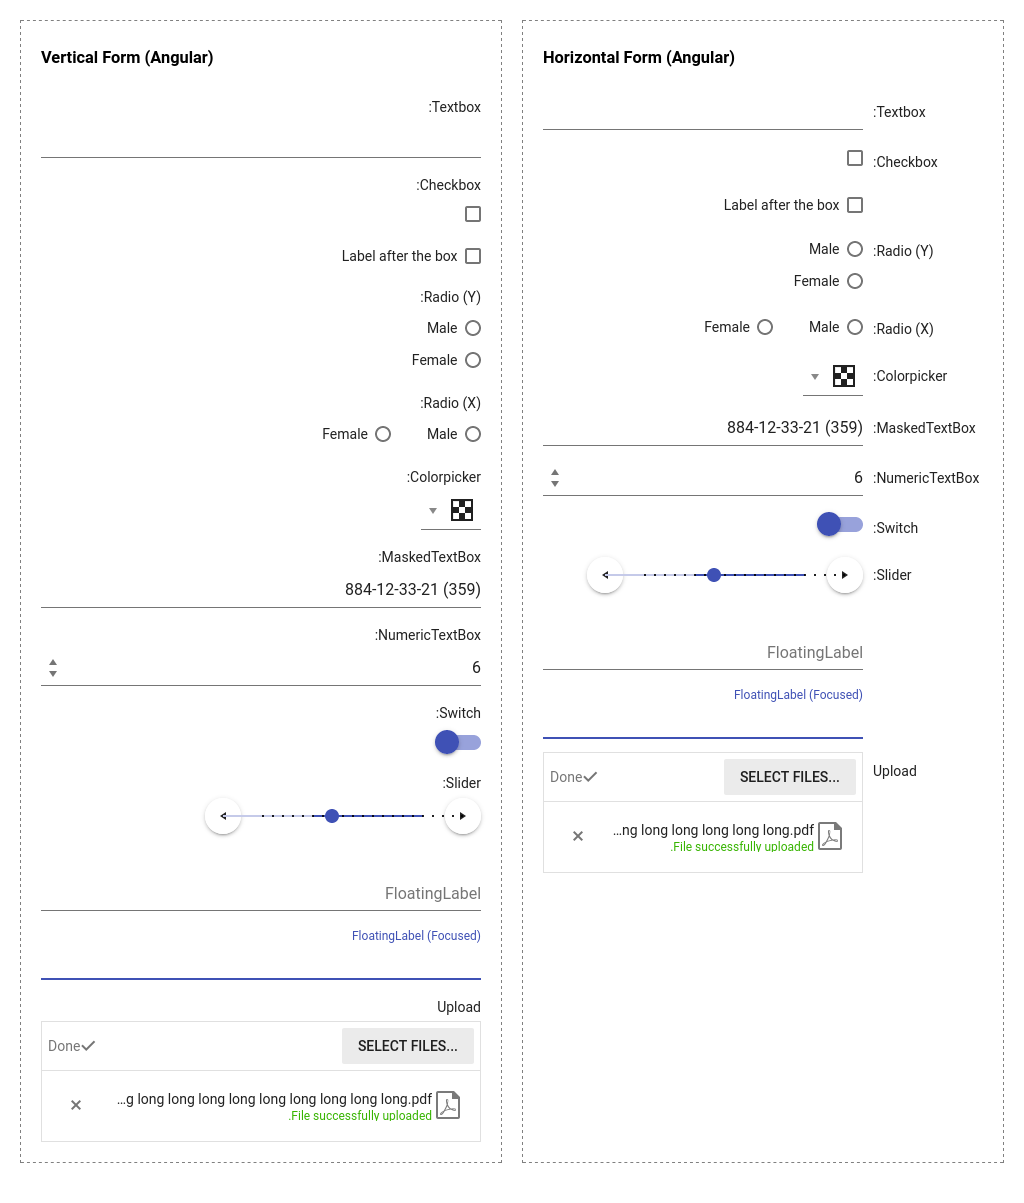 Vertical Form (Angular)
:Textbox
:Checkbox
Label after the box
:Radio (Y)
Male
Female
:Radio (X)
Female Male
:Colorpicker
:MaskedTextBox
884-12-33-21 (359)
:NumericTextBox
6
:Switch
:Slider
FloatingLabel
FloatingLabel (Focused)
Upload
Done SELECT FILES...
...g long long long long long long long long long.pdf
.File successfully uploaded
Horizontal Form (Angular)
:Textbox
:Checkbox
Label after the box
Male :Radio (Y)
Female
Female Male :Radio (X)
:Colorpicker
884-12-33-21 (359) :MaskedTextBox
6 :NumericTextBox
:Switch
:Slider
FloatingLabel
FloatingLabel (Focused)
Done SELECT FILES... Upload
...ng long long long long long.pdf
.File successfully uploaded